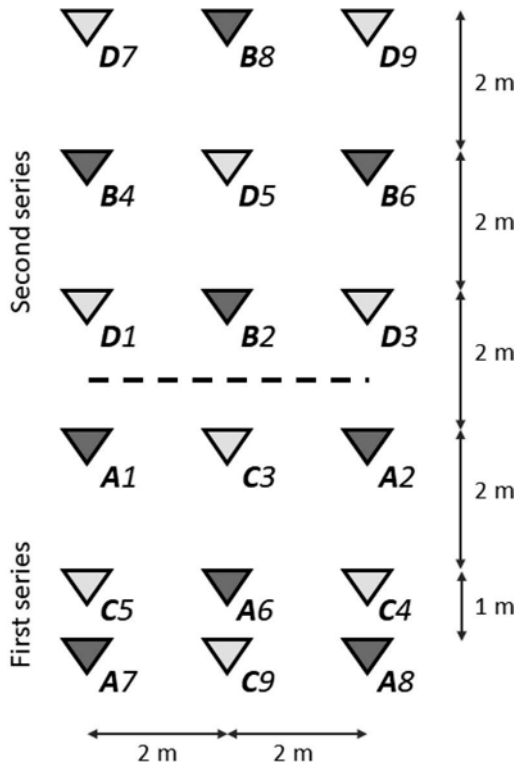 D7 B8 D9
2 m
Second series
B4 D5 B6
2 m
D1 B2 D3
2 m
A1 C3 A2
2 m
First series
C5 A6 C4
1 m
A7 C9 A8
2 m 2 m